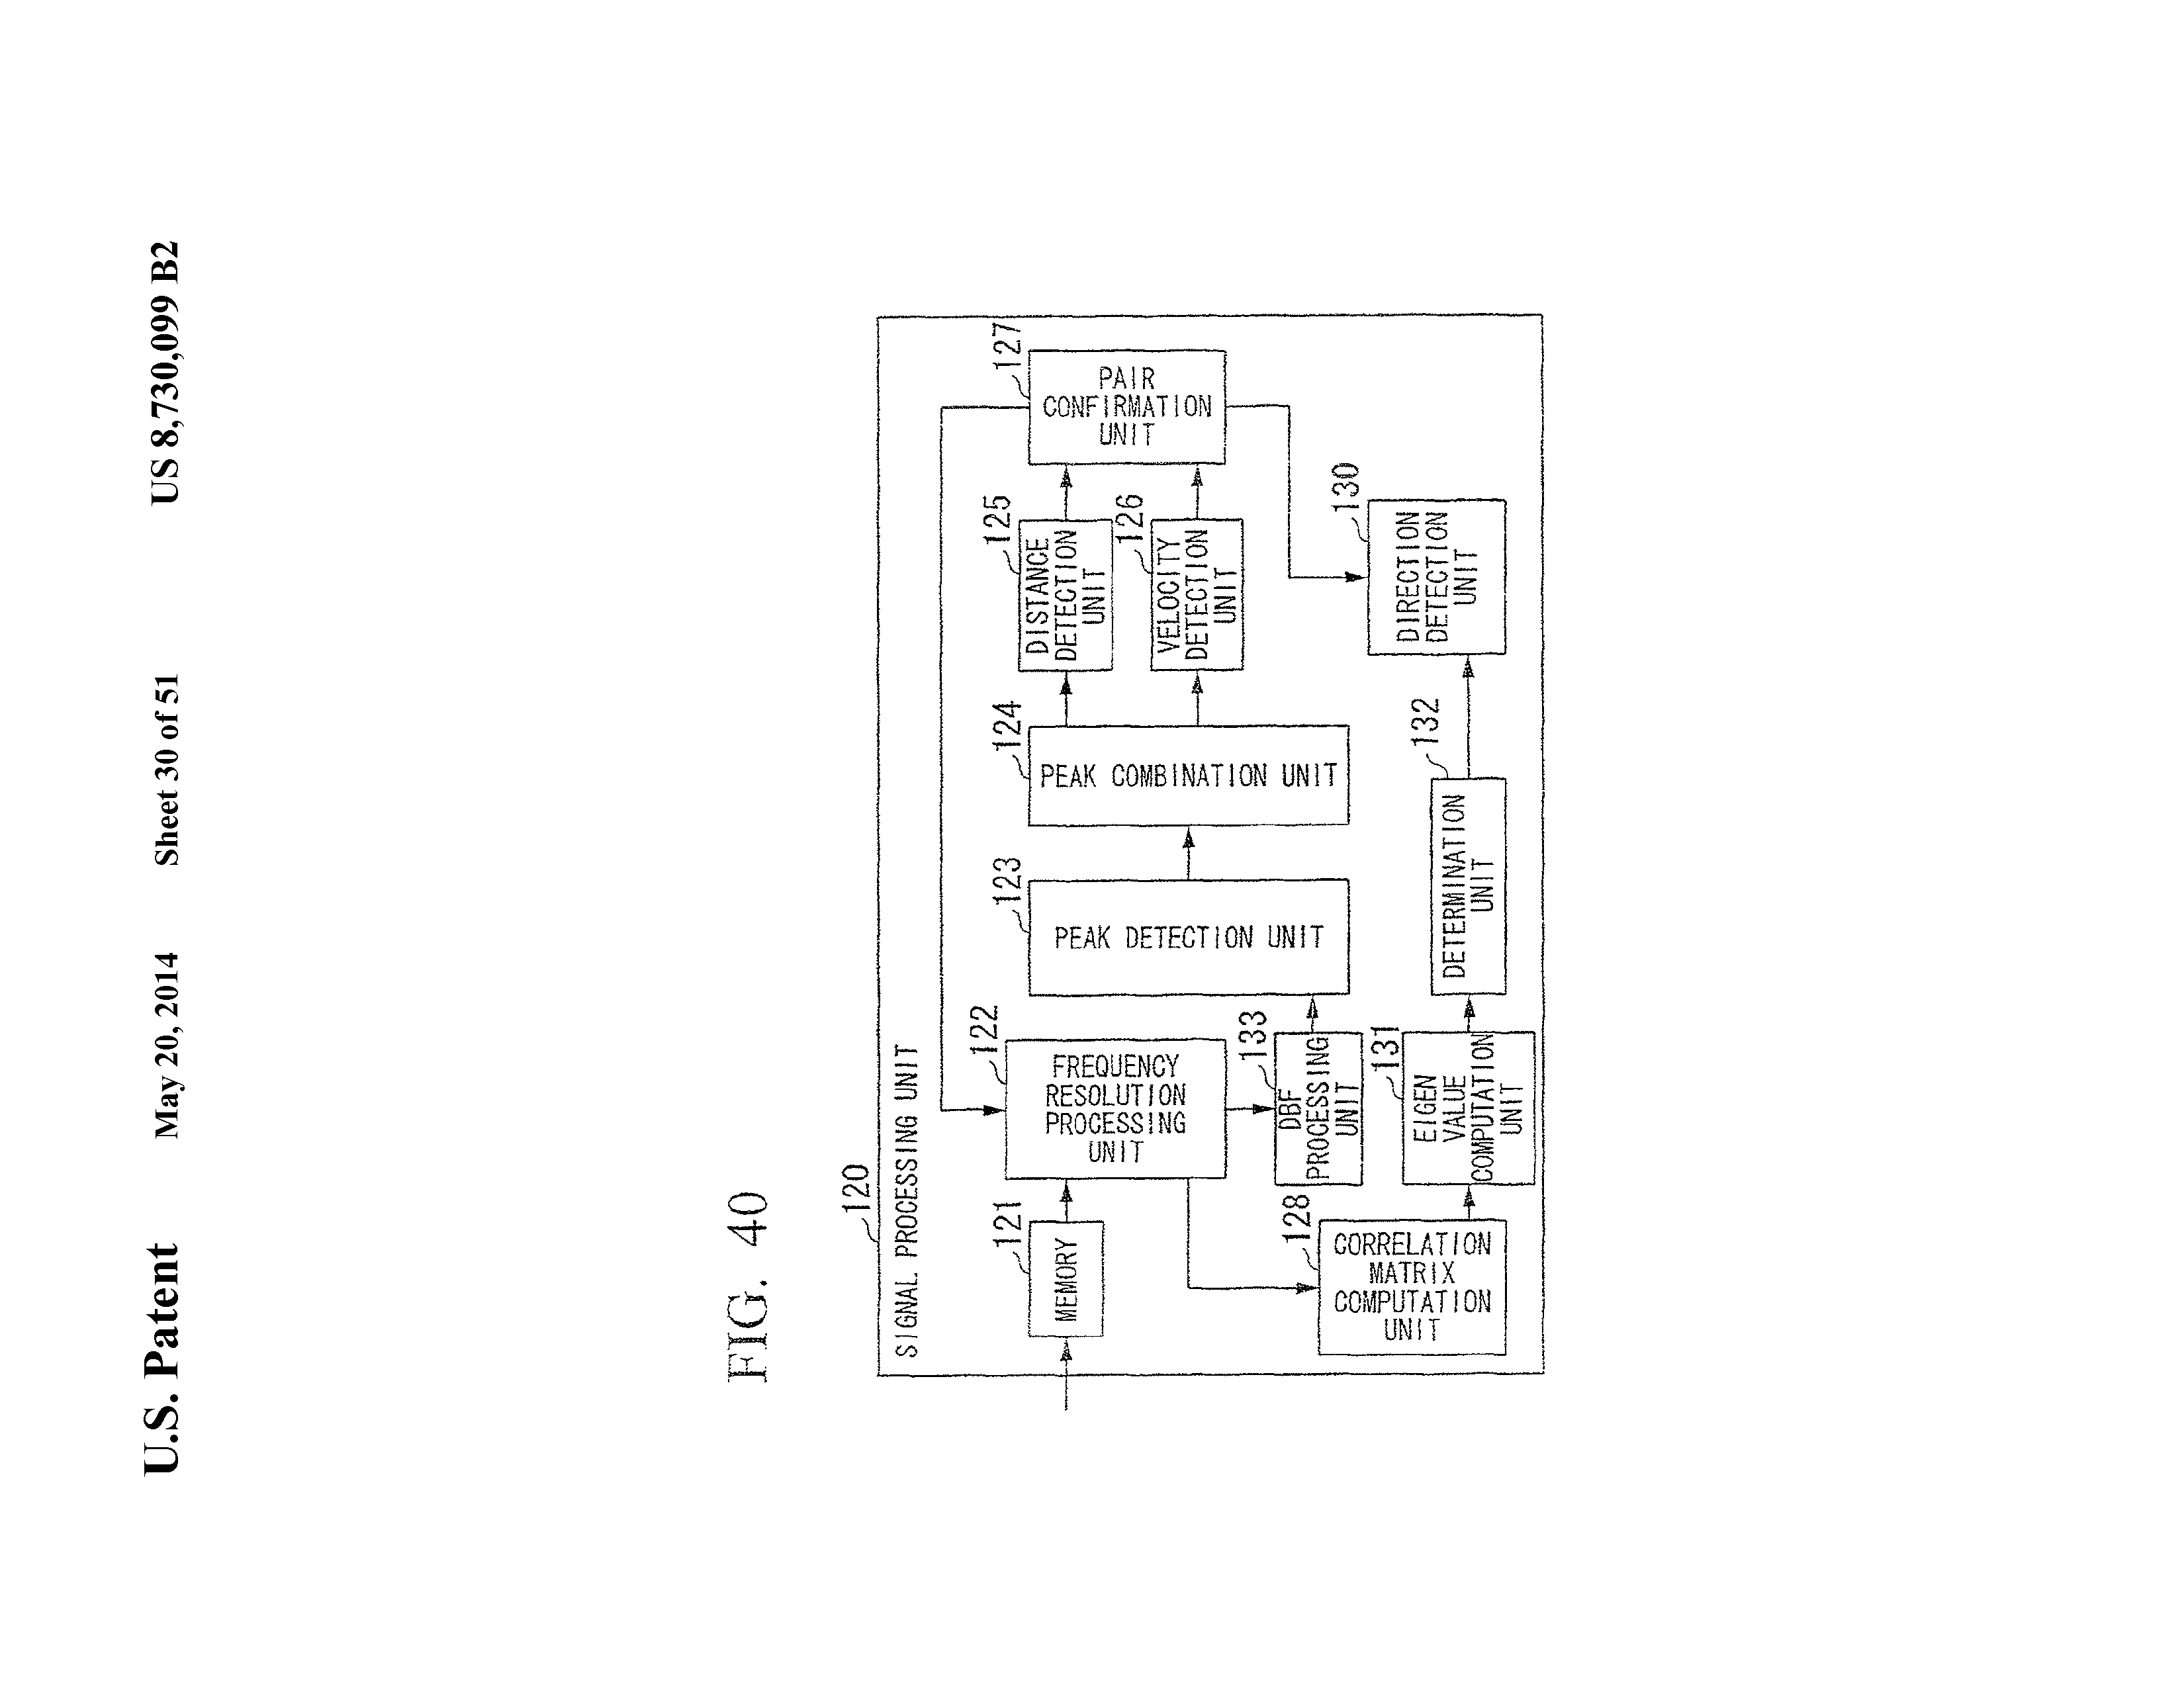 U.S. Patent May 20, 2014 Sheet 30 of 51 US 8,730,099 B2
FIG. 40
120
SIGNAL PROCESSING UNIT
121
MEMORY
122
FREQUENCY
RESOLUTION
PROCESSING
UNIT
123
PEAK DETECTION UNIT
124
PEAK COMBINATION UNIT
125
DISTANCE
DETECTION
UNIT
126
VELOCITY
DETECTION
UNIT
127
PAIR
CONFIRMATION
UNIT
133
DBF
PROCESSING
UNIT
128
CORRELATION
MATRIX
COMPUTATION
UNIT
131
EIGEN
VALUE
COMPUTATION
UNIT
132
DETERMINATION
UNIT
130
DIRECTION
DETECTION
UNIT